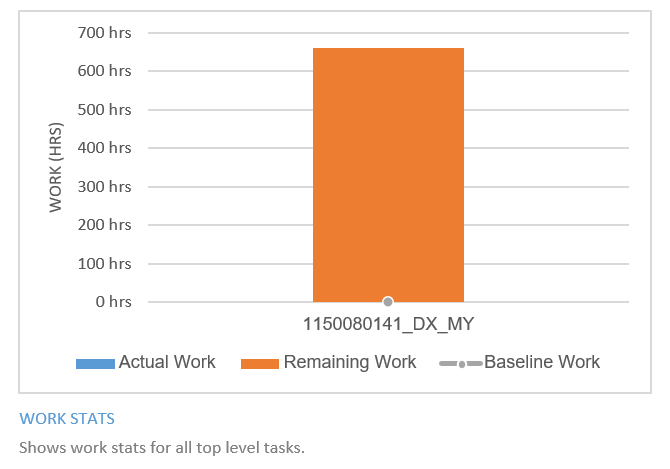 700 hrs
600 hrs
500 hrs
400 hrs
300 hrs
200 hrs
100 hrs
0 hrs
WORK (HRS)
1150080141_DX_MY
Actual Work Remaining Work Baseline Work
WORK STATS
Shows work stats for all top level tasks.